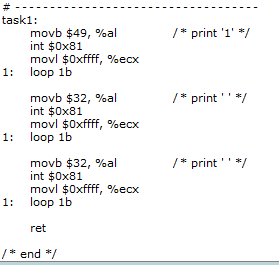 # -----------------------------------
task1:
movb $49, %al /* print '1' */
int $0x81
movl $0xffff, %ecx
1: loop 1b
movb $32, %al /* print ' ' */
int $0x81
movl $0xffff, %ecx
1: loop 1b
movb $32, %al /* print ' ' */
int $0x81
movl $0xffff, %ecx
1: loop 1b
ret
/* end */